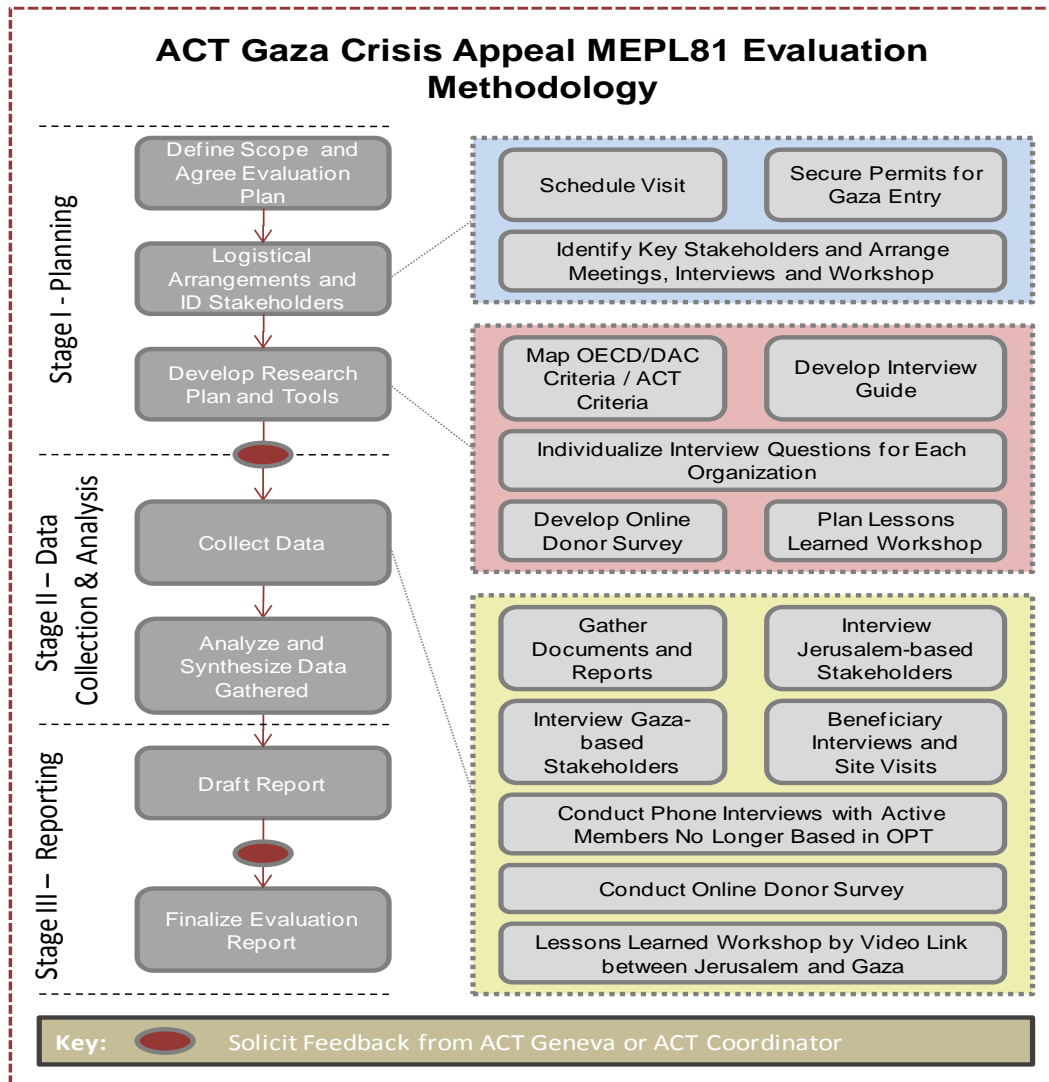 ACT Gaza Crisis Appeal MEPL81 Evaluation
Methodology
Stage I - Planning
Define Scope and
Agree Evaluation
Plan
Logistical
Arrangements and
ID Stakeholders
Develop Research
Plan and Tools
Schedule Visit
Secure Permits for
Gaza Entry
Identify Key Stakeholders and Arrange
Meetings, Interviews and Workshop
Map OECD/DAC
Criteria / ACT
Criteria
Develop Interview
Guide
Individualize Interview Questions for Each
Organization
Develop Online
Donor Survey
Plan Lessons
Learned Workshop
Stage II – Data
Collection & Analysis
Collect Data
Analyze and
Synthesize Data
Gathered
Gather
Documents and
Reports
Interview
Jerusalem-based
Stakeholders
Interview Gaza-
based
Stakeholders
Beneficiary
Interviews and
Site Visits
Conduct Phone Interviews with Active
Members No Longer Based in OPT
Conduct Online Donor Survey
Lessons Learned Workshop by Video Link
between Jerusalem and Gaza
Stage III – Reporting
Draft Report
Finalize Evaluation
Report
Key:
Solicit Feedback from ACT Geneva or ACT Coordinator